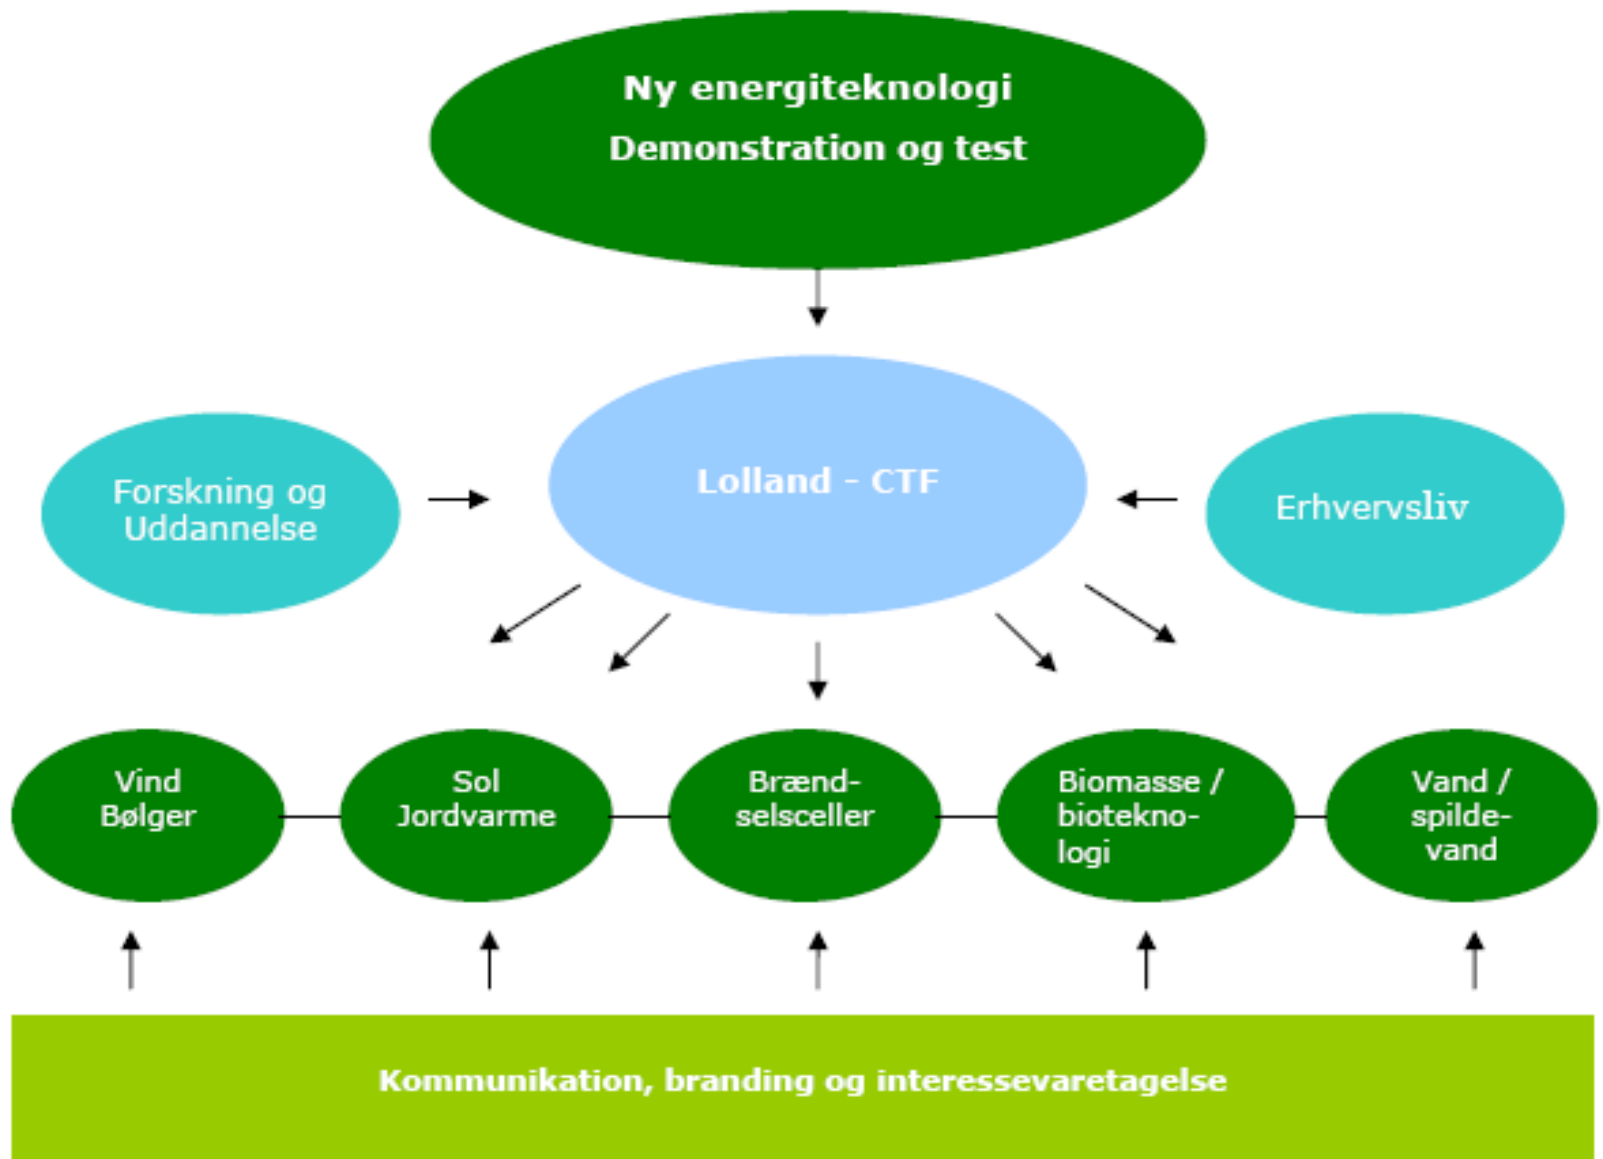 Ny energiteknologi
Demonstration og test
Lolland - CTF
Forskning og
Uddannelse
Erhvervsliv
Vind
Bølger
Sol
Jordvarme
Brænd-
selsceller
Biomasse /
biotekno-
logi
Vand /
spilde-
vand
Kommunikation, branding og interessevaretagelse